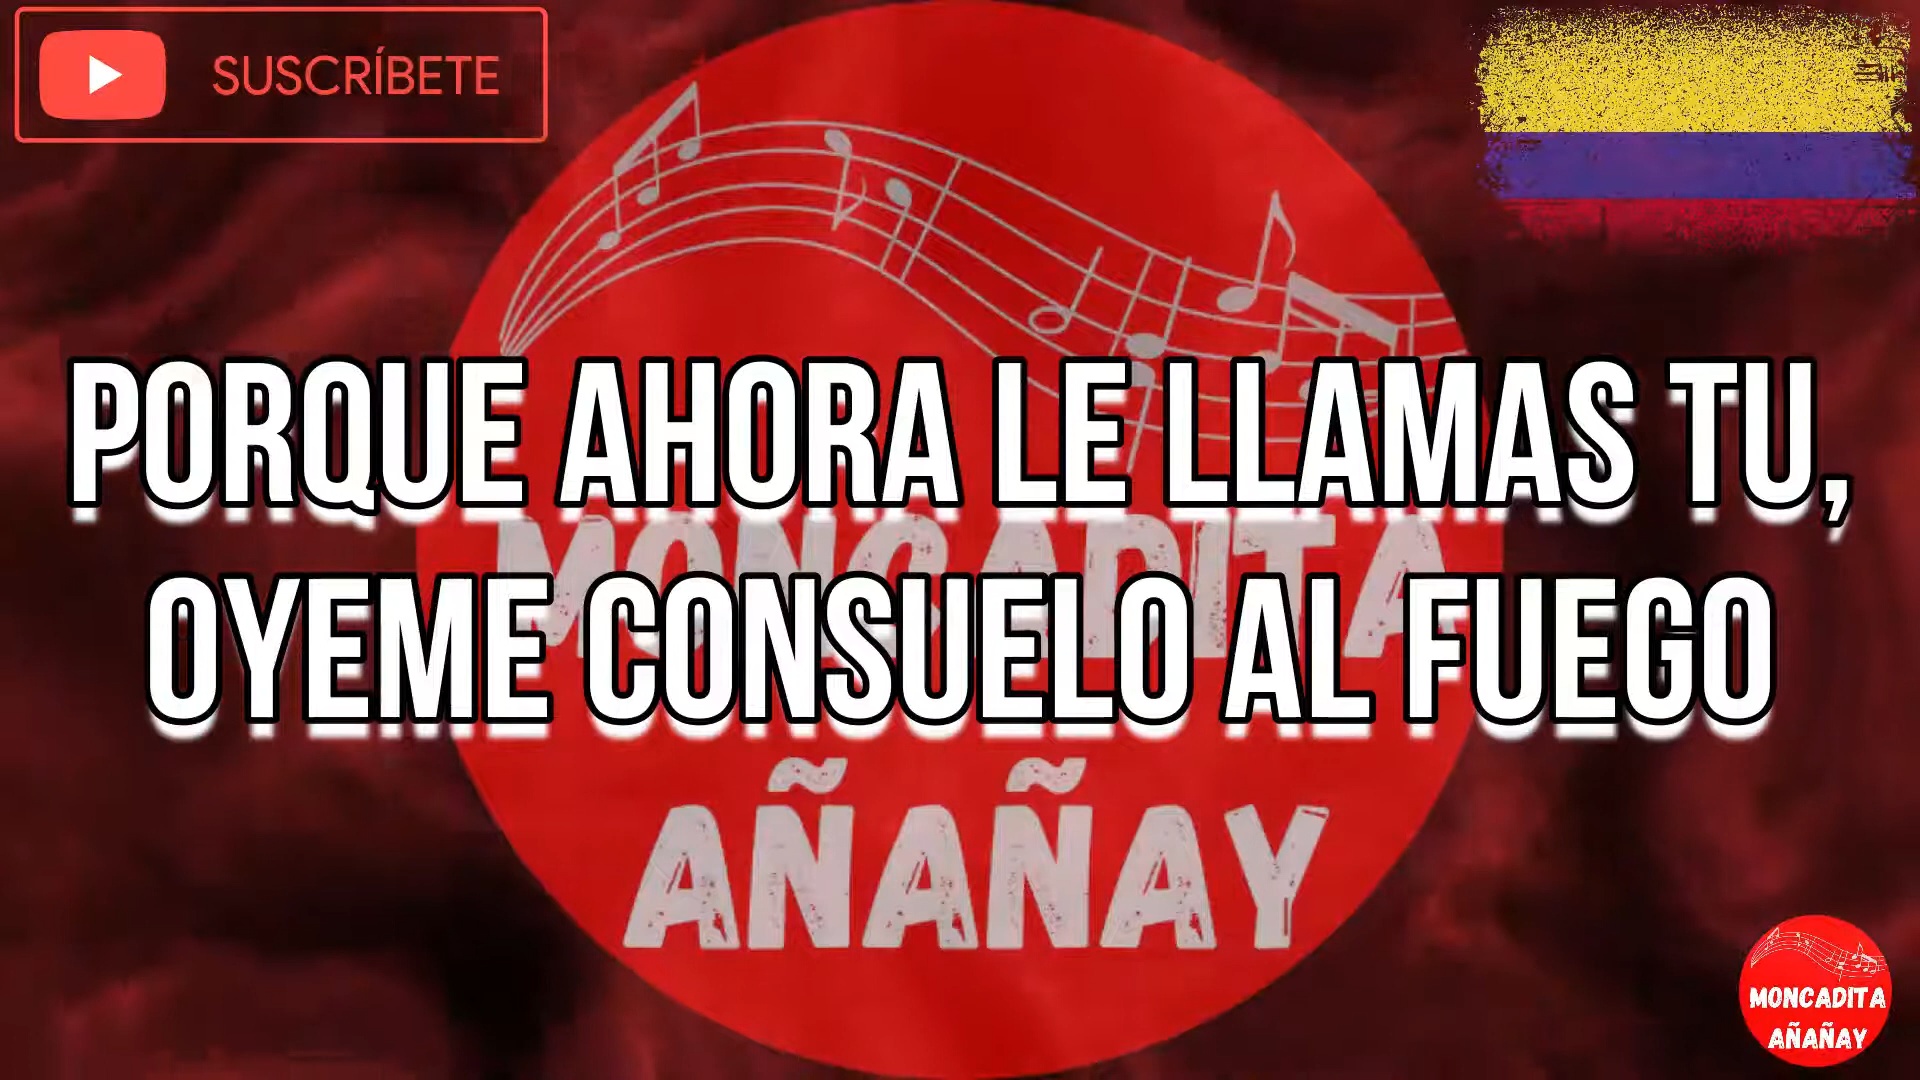 SUSCRÍBETE
PORQUE AHORA LE LLAMAS TU,
MONCADITA
OYEME CONSUELO AL FUEGO
AÑAÑAY
MONCADITA
AÑAÑAY